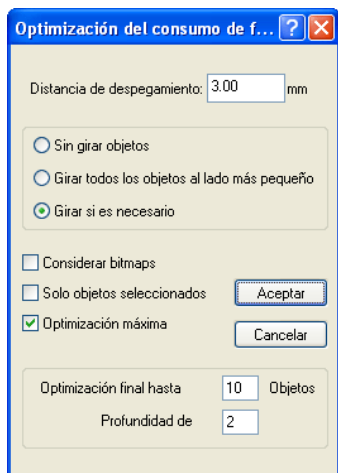 Optimización del consumo de f...
Distancia de despegamiento: 3.00 mm
Sin girar objetos
Girar todos los objetos al lado más pequeño
Girar si es necesario
Considerar bitmaps
Solo objetos seleccionados Aceptar
Optimización máxima
Cancelar
Optimización final hasta 10 Objetos
Profundidad de 2